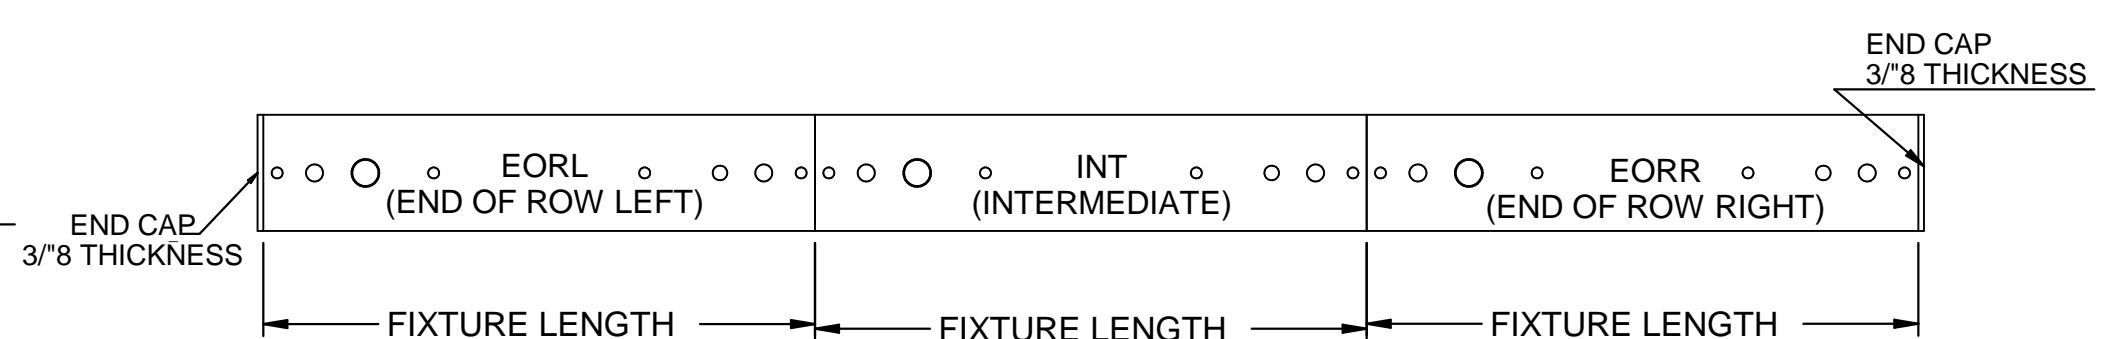 END CAP
3/"8 THICKNESS
EORL
(END OF ROW LEFT)
INT
(INTERMEDIATE)
EORR
(END OF ROW RIGHT)
END CAP
3/"8 THICKNESS
FIXTURE LENGTH
FIXTURE LENGTH
FIXTURE LENGTH